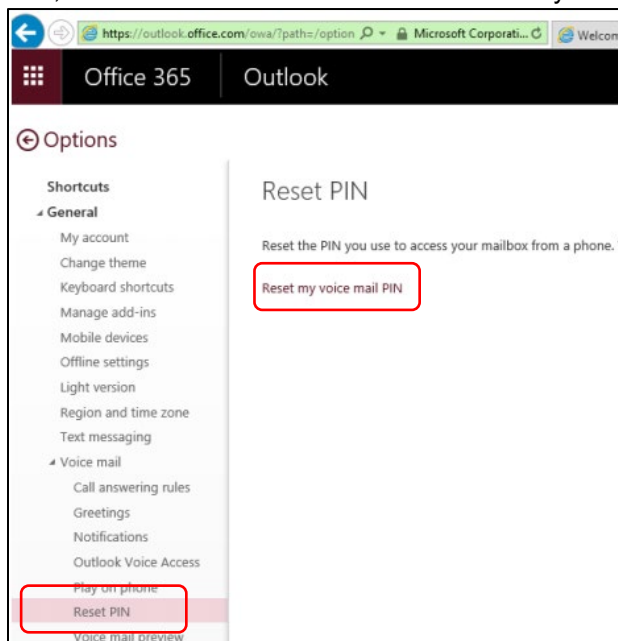 https://outlook.office.com/owa/?path=/option Microsoft Corporati... Welcom
Office 365 Outlook
Options
Shortcuts
General
My account
Change theme
Keyboard shortcuts
Manage add-ins
Mobile devices
Offline settings
Light version
Region and time zone
Text messaging
Voice mail
Call answering rules
Greetings
Notifications
Outlook Voice Access
Play on phone
Reset PIN
Voice mail preview
Reset PIN
Reset the PIN you use to access your mailbox from a phone.
Reset my voice mail PIN